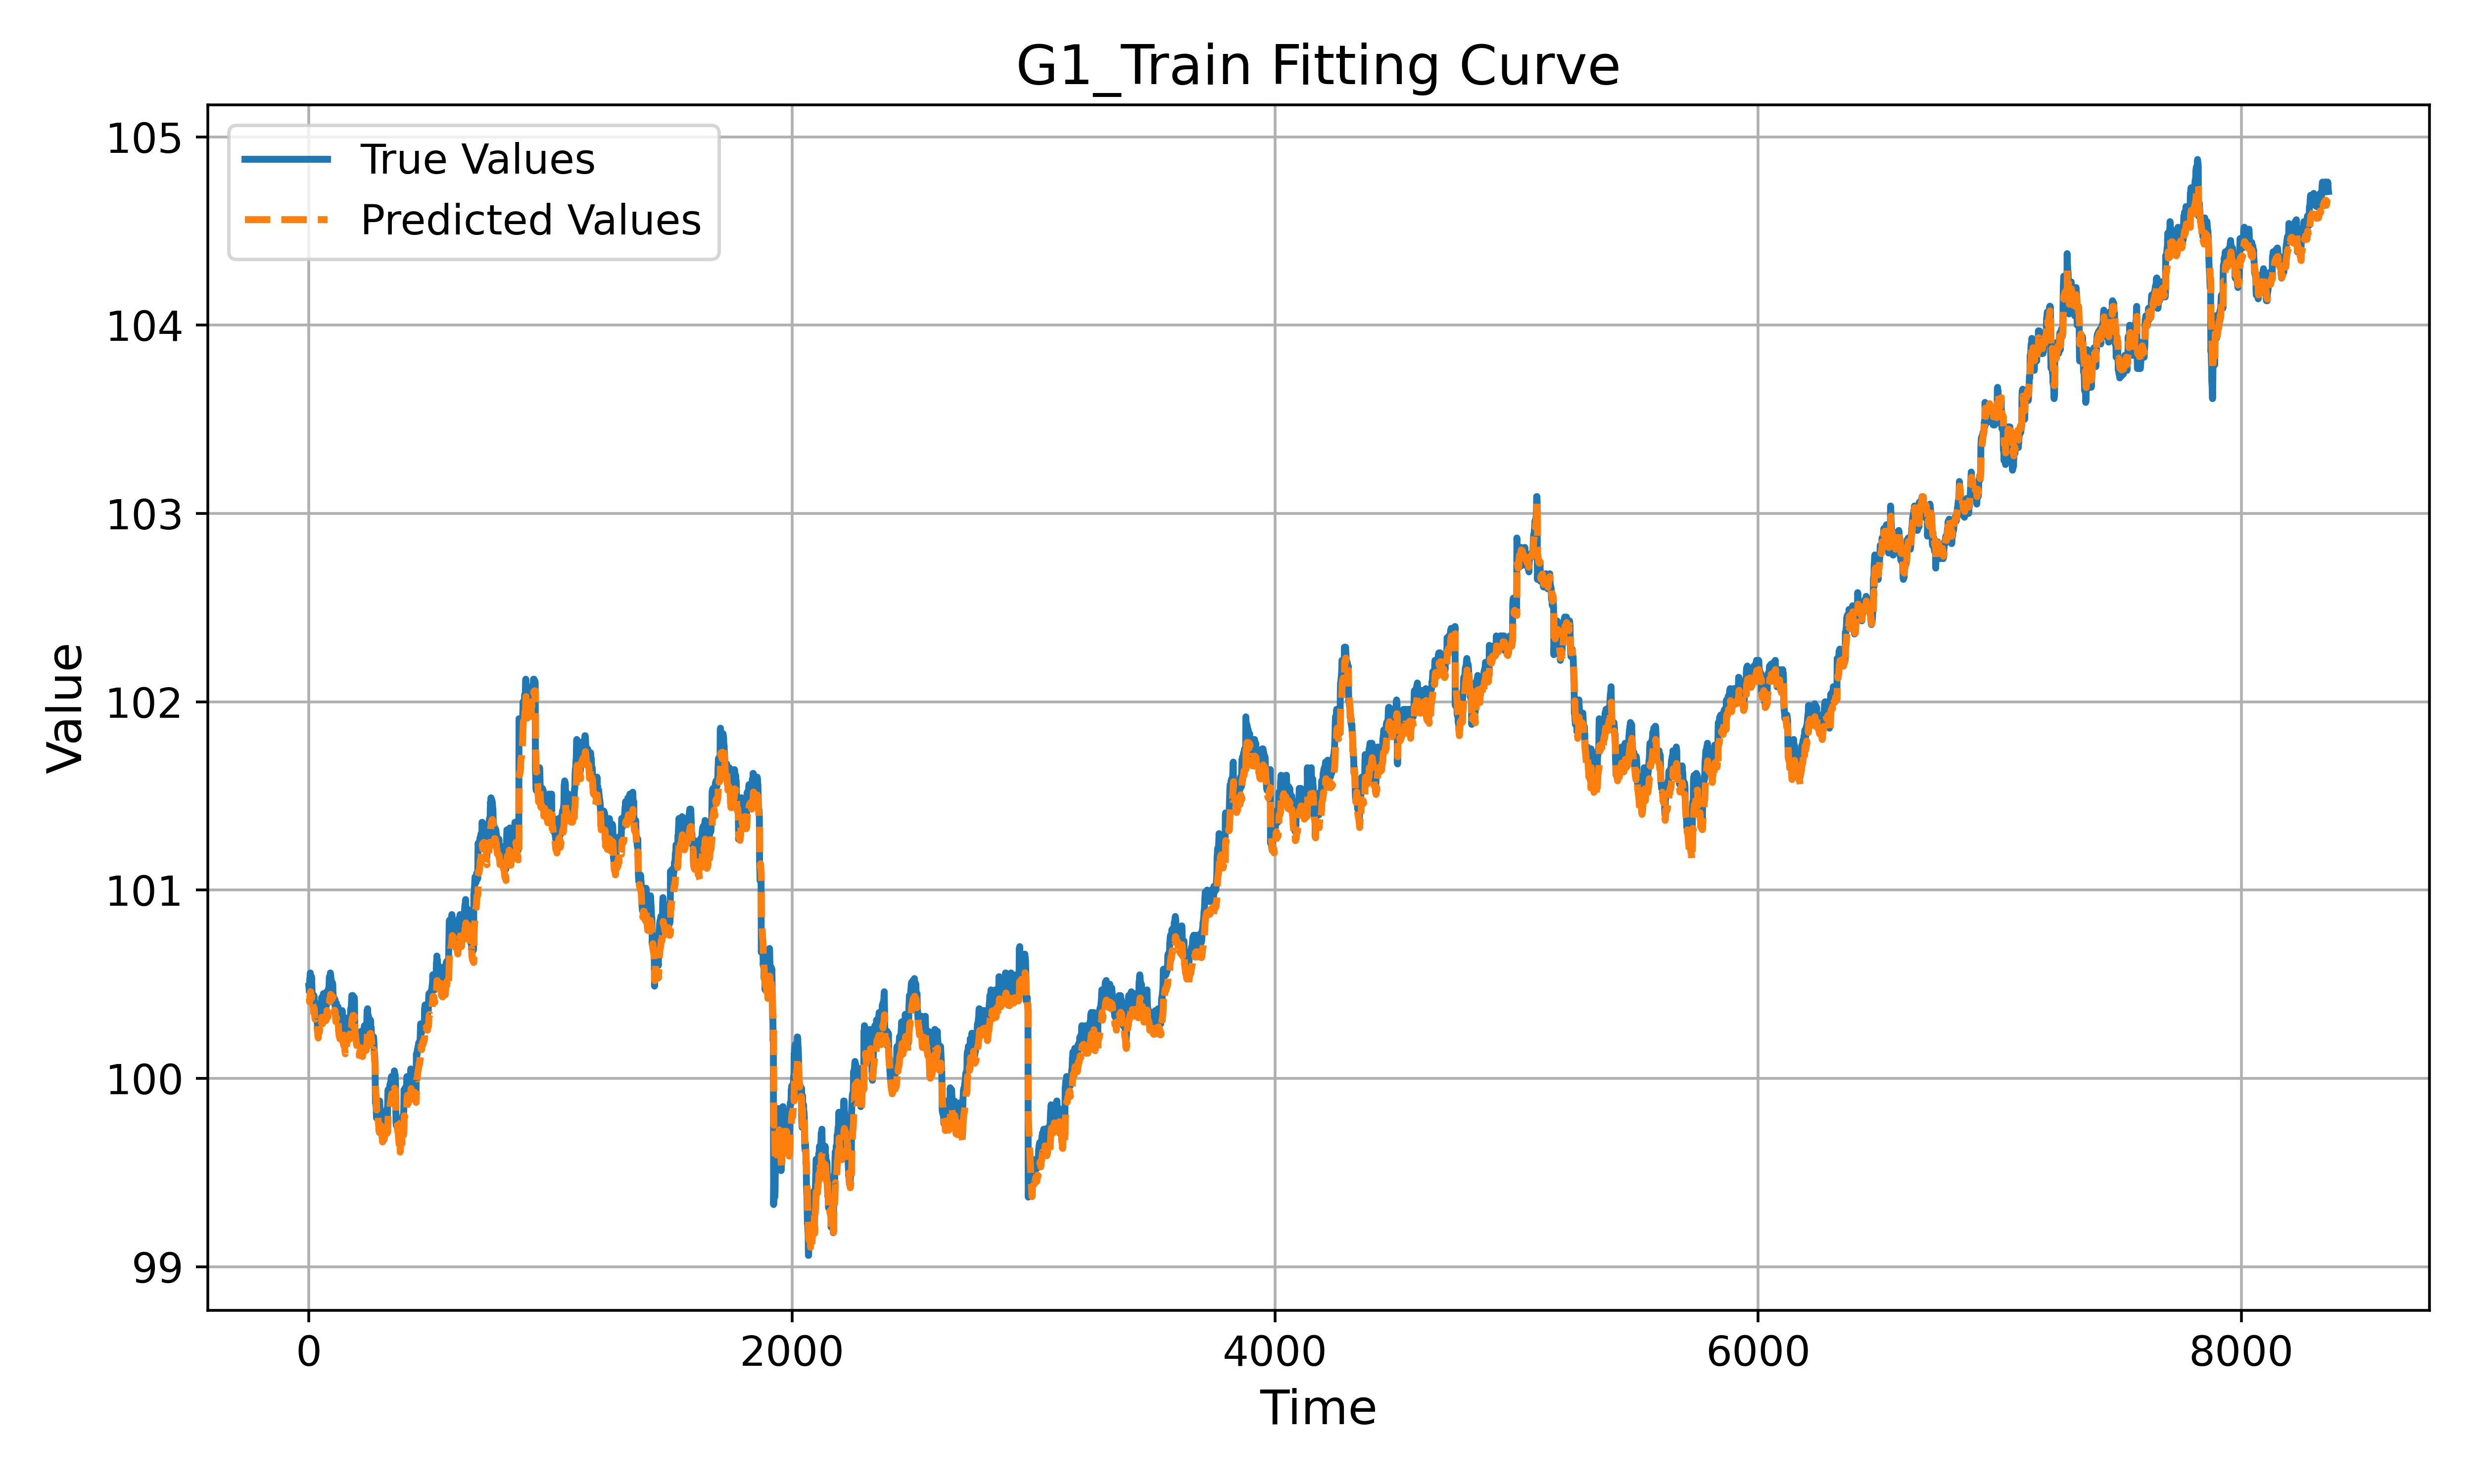 G1_Train Fitting Curve
True Values
Predicted Values
105
104
103
102
101
100
99
Value
0 2000 4000 6000 8000
Time